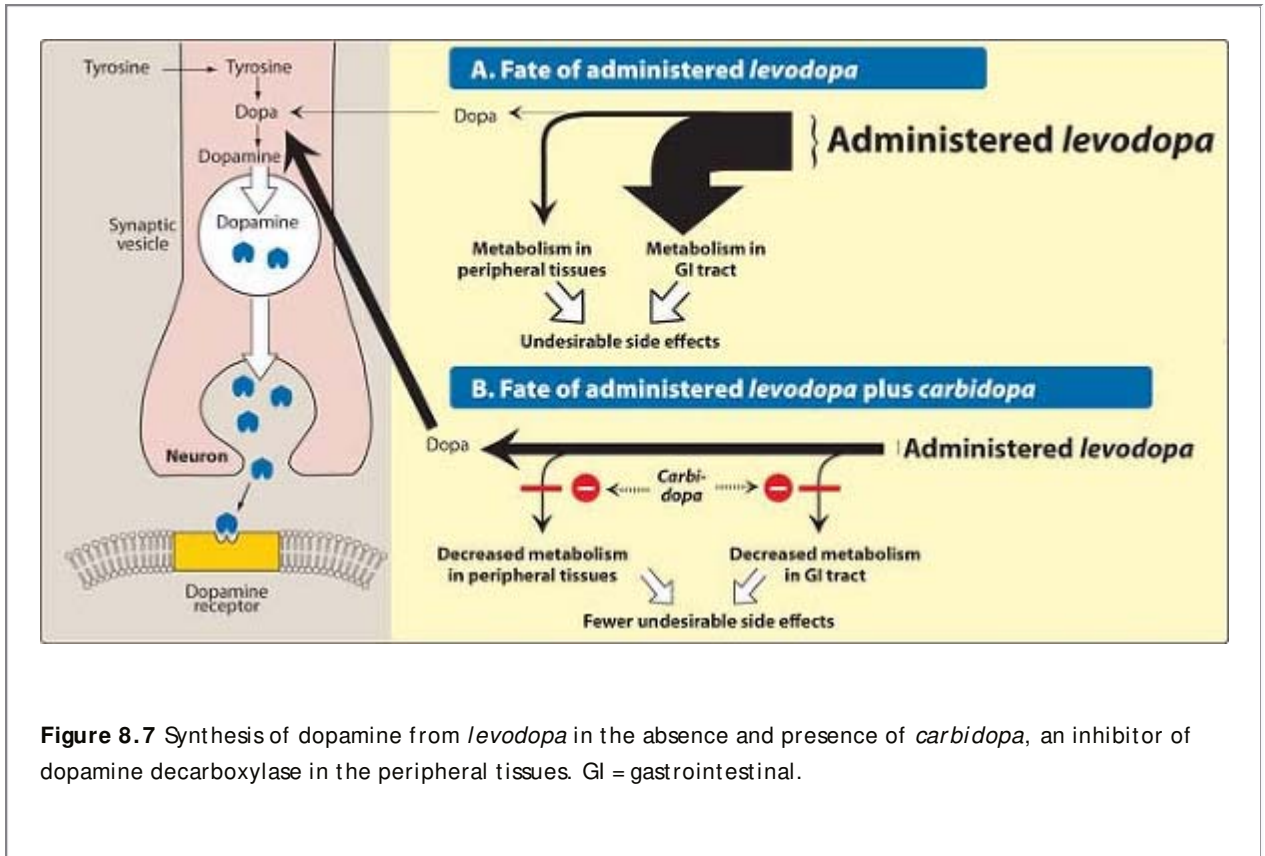 Tyrosine
Tyrosine
Dopa
Dopamine
Dopamine
Synaptic
vesicle
Neuron
Dopamine
receptor
A. Fate of administered levodopa
Dopa
Administered levodopa
Metabolism in
peripheral tissues
Metabolism in
GI tract
Undesirable side effects
B. Fate of administered levodopa plus carbidopa
Dopa
Administered levodopa
Carbi-
dopa
Decreased metabolism
in peripheral tissues
Decreased metabolism
in GI tract
Fewer undesirable side effects
Figure 8.7 Synthesis of dopamine from levodopa in the absence and presence of carbidopa, an inhibitor of
dopamine decarboxylase in the peripheral tissues. GI = gastrointestinal.